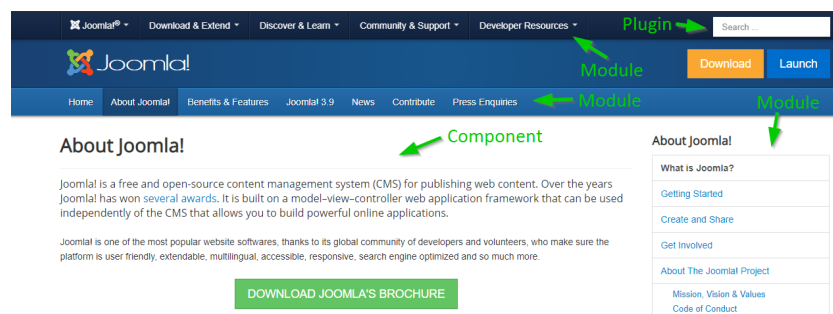 Joomla!® Download & Extend Discover & Learn Community & Support Developer Resources Plugin Search ...
Joomla! Module Download Launch
Home About Joomla! Benefits & Features Joomla! 3.9 News Contribute Press Enquiries Module Module
Component
About Joomla!
About Joomla!
What is Joomla?
Joomla! is a free and open-source content management system (CMS) for publishing web content. Over the years
Joomla! has won several awards. It is built on a model–view–controller web application framework that can be used
independently of the CMS that allows you to build powerful online applications.
Getting Started
Create and Share
Joomla! is one of the most popular website softwares, thanks to its global community of developers and volunteers, who make sure the
platform is user friendly, extendable, multilingual, accessible, responsive, search engine optimized and so much more.
Get Involved
About The Joomla! Project
DOWNLOAD JOOMLA'S BROCHURE
Mission, Vision & Values
Code of Conduct